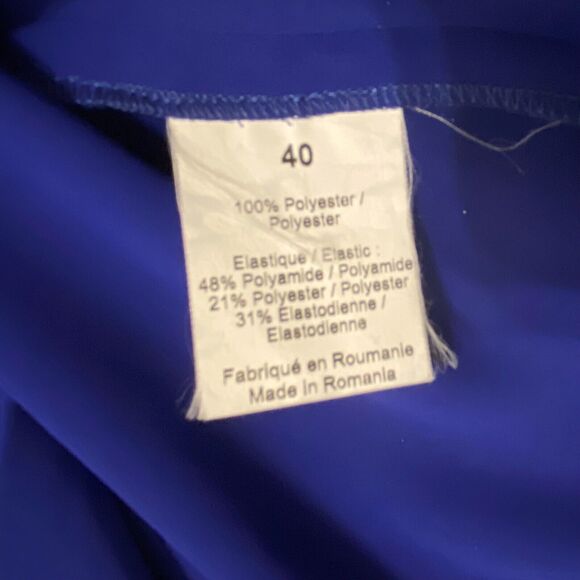 40
100% Polyester /
Polyester
Elastique / Elastic :
48% Polyamide / Polyamide
21% Polyester / Polyester
31% Elastodienne /
Elastodienne
Fabriqué en Roumanie
Made in Romania